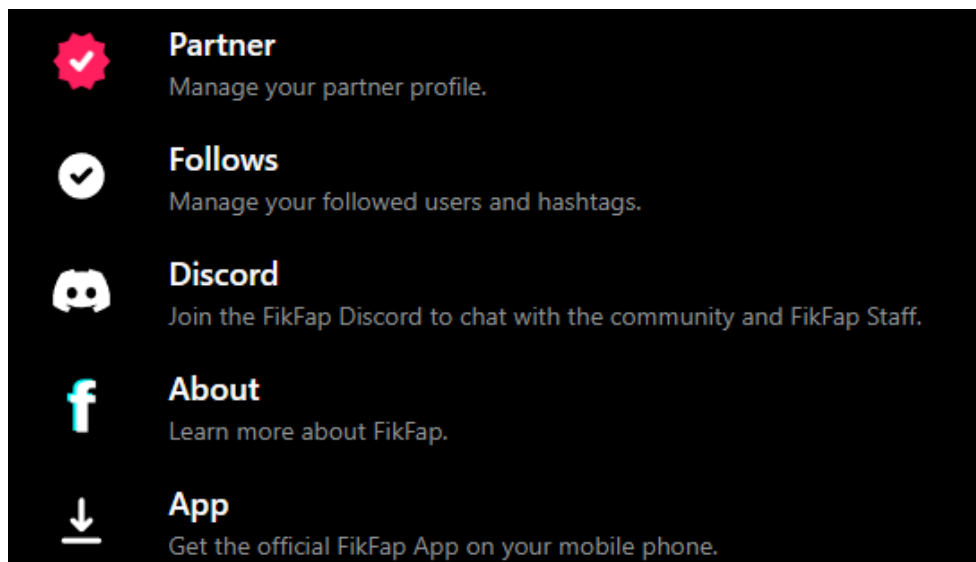 Partner
Manage your partner profile.
Follows
Manage your followed users and hashtags.
Discord
Join the FikFap Discord to chat with the community and FikFap Staff.
f
About
Learn more about FikFap.
App
Get the official FikFap App on your mobile phone.